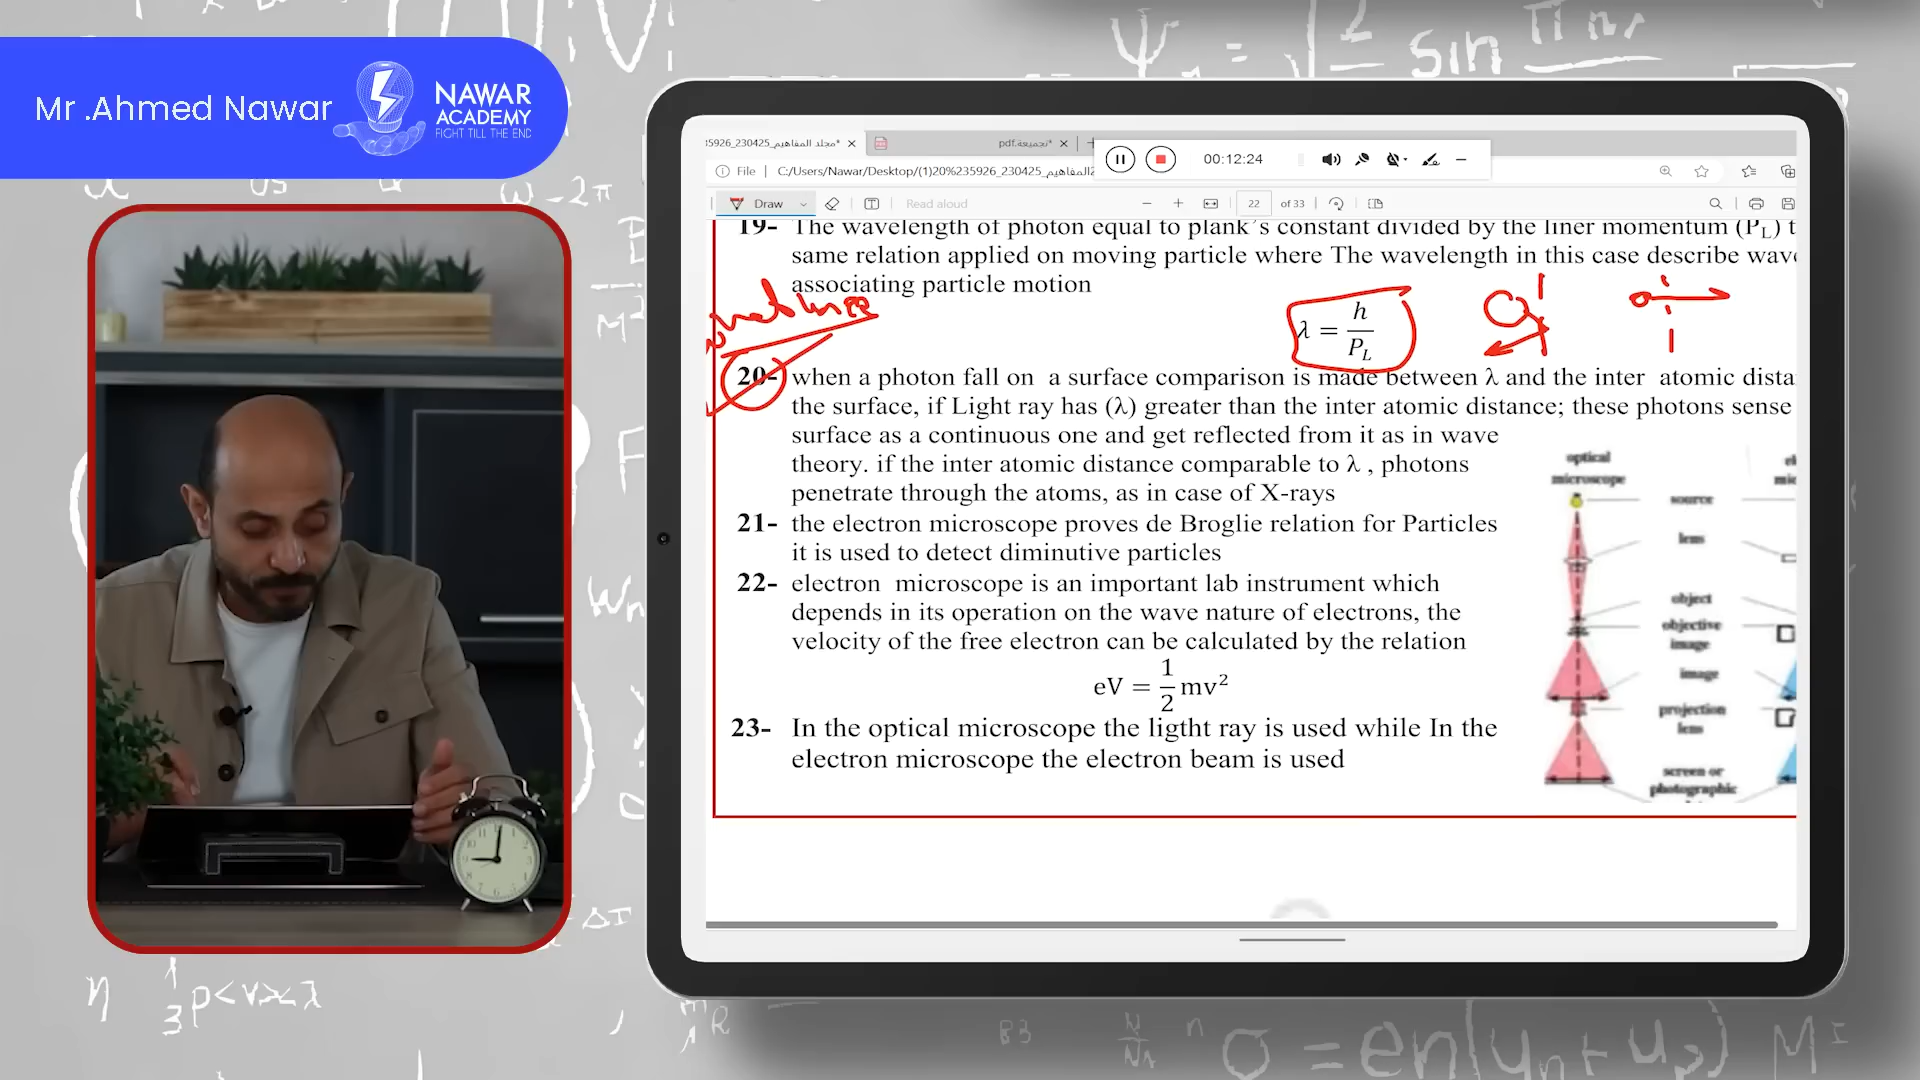 Mr .Ahmed Nawar
NAWAR
ACADEMY
FIGHT TILL THE END
00:12:24
File
Draw
Read aloud
22
of 33
19- The wavelength of photon equal to plank's constant divided by the liner momentum (PL) t
same relation applied on moving particle where The wavelength in this case describe wav
associating particle motion
λ = h / PL
20- when a photon fall on a surface comparison is made between λ and the inter atomic dista
the surface, if Light ray has (λ) greater than the inter atomic distance; these photons sense
surface as a continuous one and get reflected from it as in wave
theory. if the inter atomic distance comparable to λ , photons
penetrate through the atoms, as in case of X-rays
21- the electron microscope proves de Broglie relation for Particles
it is used to detect diminutive particles
22- electron microscope is an important lab instrument which
depends in its operation on the wave nature of electrons, the
velocity of the free electron can be calculated by the relation
eV = 1/2 mv²
23- In the optical microscope the ligtht ray is used while In the
electron microscope the electron beam is used
optical
microscope
source
lens
object
objective
image
image
projection
lens
screen or
photographic